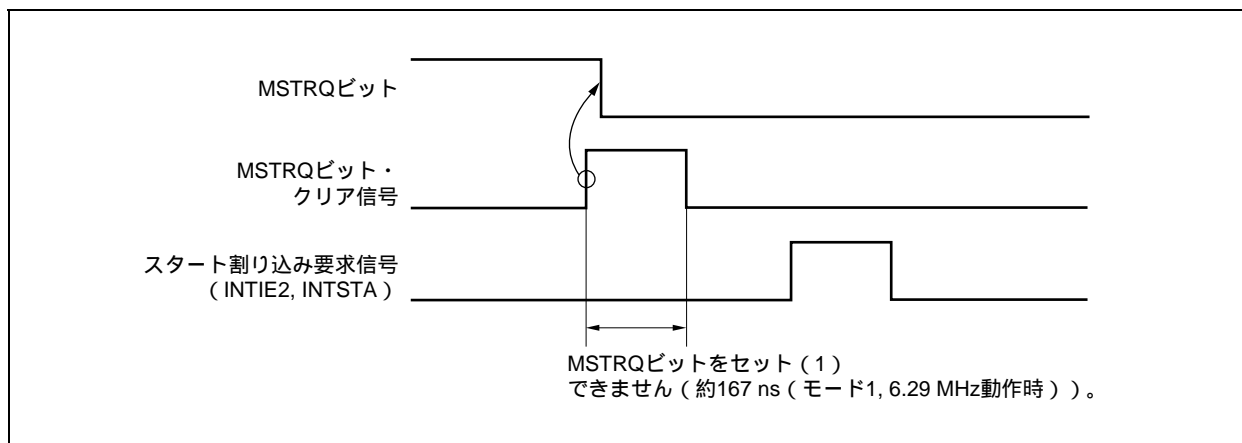 MSTRQビット
MSTRQビット・
クリア信号
スタート割り込み要求信号
(INTIE2, INTSTA)
MSTRQビットをセット(1)
できません(約167 ns(モード1, 6.29 MHz動作時))。